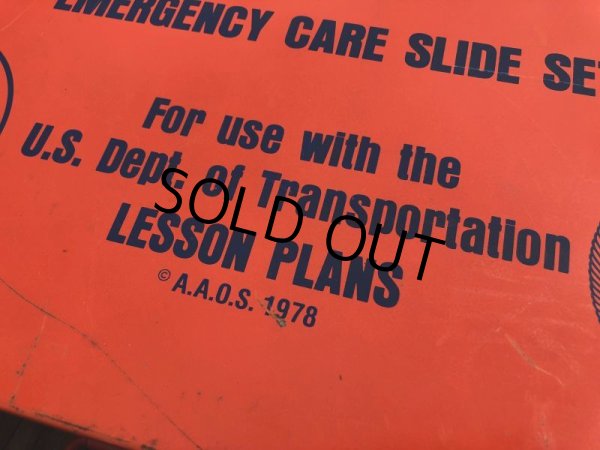 EMERGENCY CARE SLIDE SET
For use with the
U.S. Dept. of Transportation
LESSON PLANS
© A.A.O.S. 1978
SOLD OUT